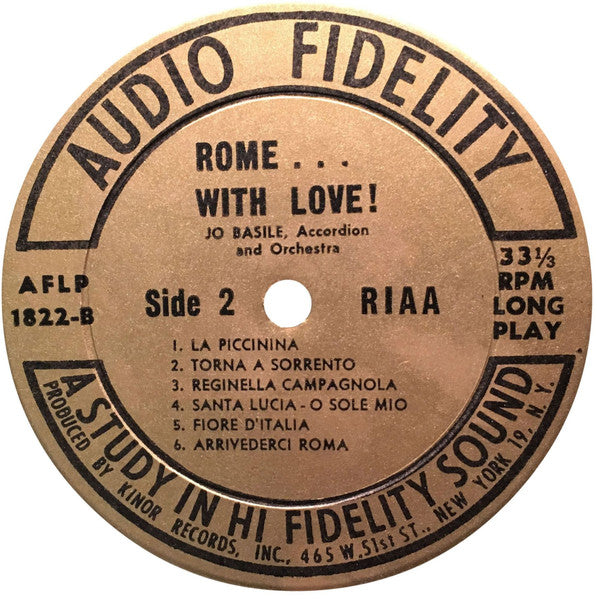 AUDIO FIDELITY
ROME . . .
WITH LOVE!
JO BASILE, Accordion
and Orchestra
AFLP
1822-B
Side 2
RIAA
33 1/3
RPM
LONG
PLAY
1. LA PICCININA
2. TORNA A SORRENTO
3. REGINELLA CAMPAGNOLA
4. SANTA LUCIA - O SOLE MIO
5. FIORE D'ITALIA
6. ARRIVEDERCI ROMA
A STUDY IN HI FIDELITY SOUND
PRODUCED BY KINOR RECORDS, INC., 465 W. 51st ST., NEW YORK 19, N. Y.